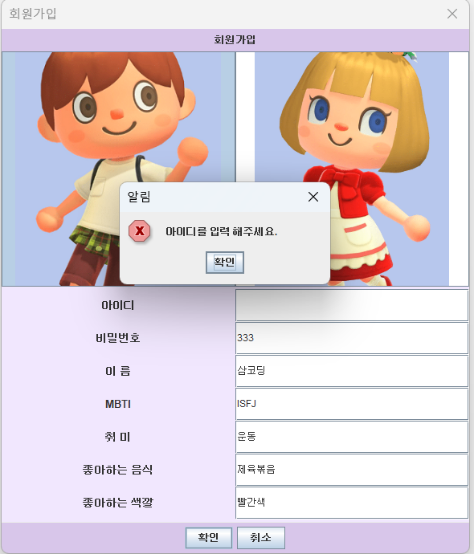 회원가입
회원가입
알림
아이디를 입력 해주세요.
확인
아이디
비밀번호 333
이 름 삼코딩
MBTI ISFJ
취 미 운동
좋아하는 음식 제육볶음
좋아하는 색깔 빨간색
확인 취소